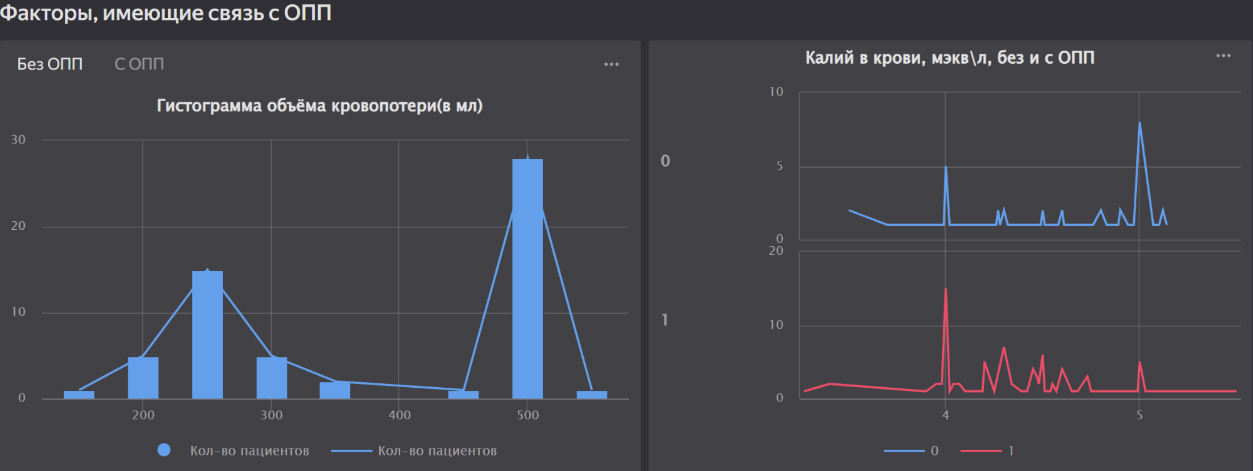 Факторы, имеющие связь с ОПП
Без ОПП
С ОПП
Гистограмма объёма кровопотери(в мл)
30
20
10
0
200
300
400
500
Кол-во пациентов
Кол-во пациентов
Калий в крови, мэкв\л, без и с ОПП
0
10
5
0
1
20
10
0
4
5
0
1